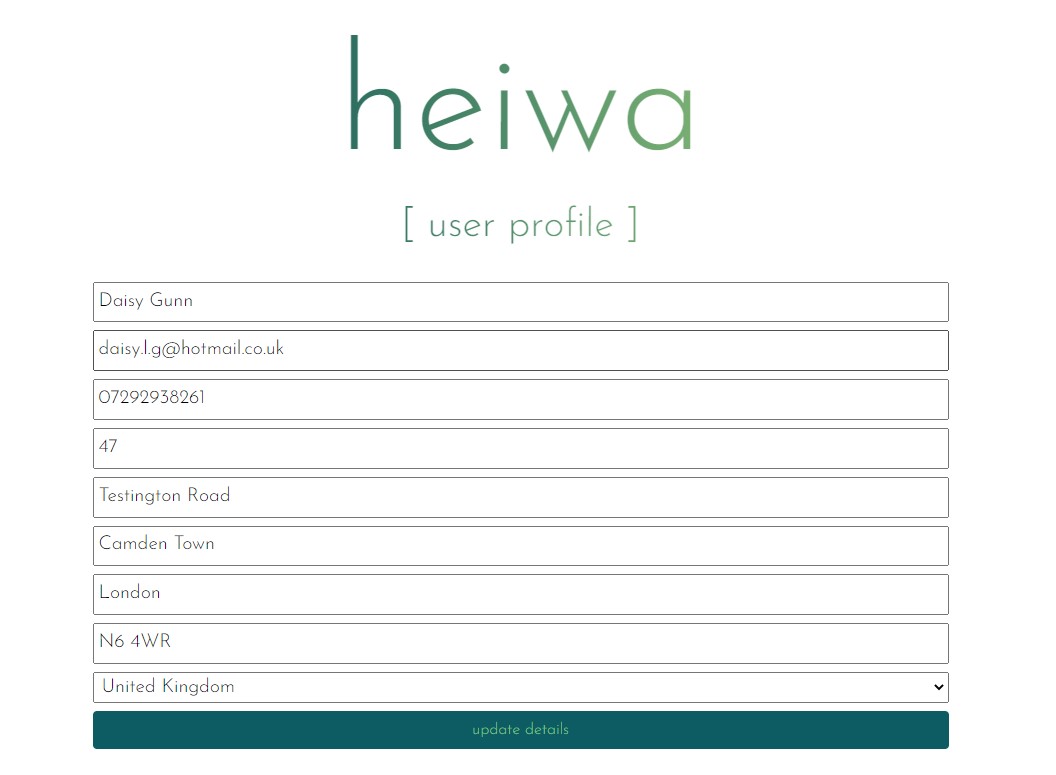 heiwa
[ user profile ]
Daisy Gunn
daisy.l.g@hotmail.co.uk
07292938261
47
Testington Road
Camden Town
London
N6 4WR
United Kingdom
update details